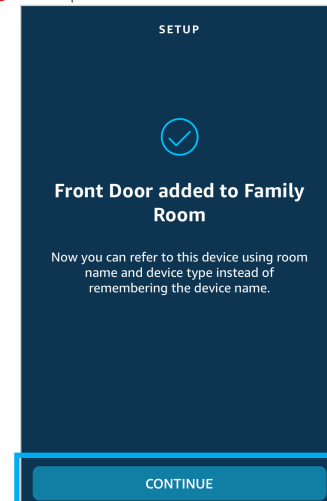 SETUP
Front Door added to Family
Room
Now you can refer to this device using room
name and device type instead of
remembering the device name.
CONTINUE